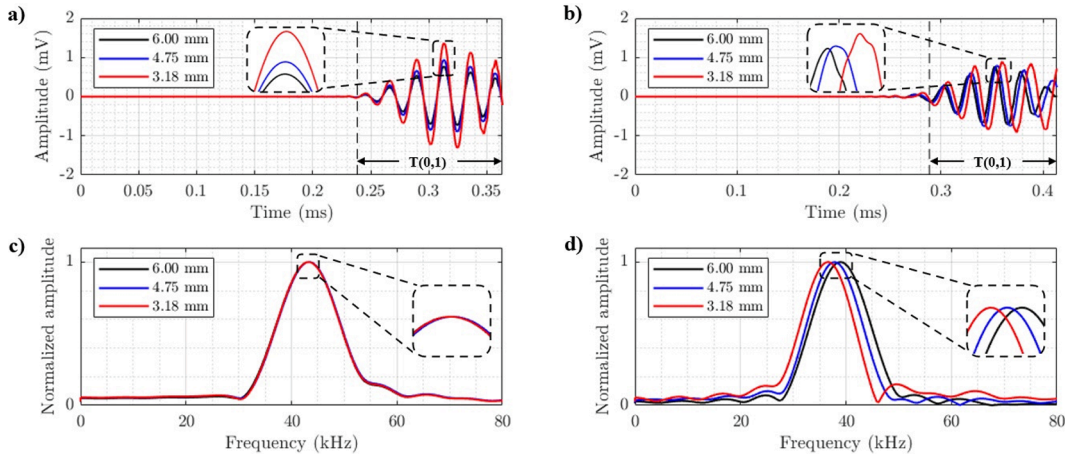 a)
2
1
0
-1
-2
Amplitude (mV)
6.00 mm
4.75 mm
3.18 mm
T(0,1)
0 0.05 0.1 0.15 0.2 0.25 0.3 0.35
Time (ms)
b)
2
1
0
-1
-2
Amplitude (mV)
6.00 mm
4.75 mm
3.18 mm
T(0,1)
0 0.1 0.2 0.3 0.4
Time (ms)
c)
1
0
Normalized amplitude
6.00 mm
4.75 mm
3.18 mm
0 20 40 60 80
Frequency (kHz)
d)
1
0
Normalized amplitude
6.00 mm
4.75 mm
3.18 mm
0 20 40 60 80
Frequency (kHz)